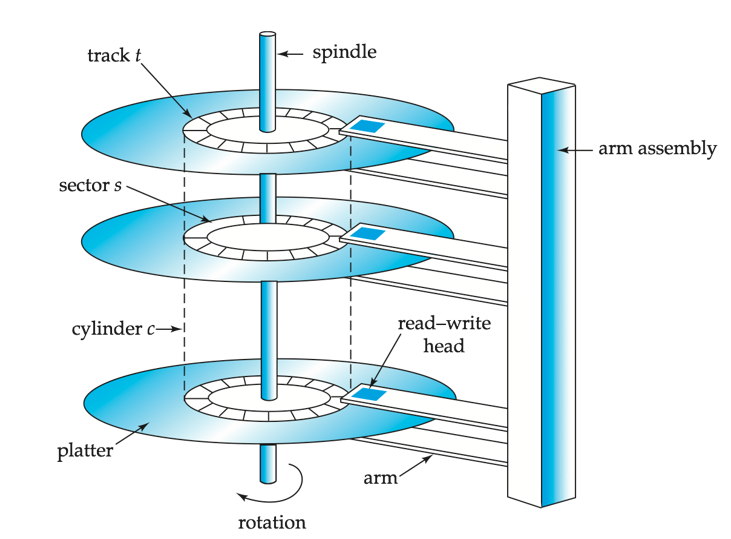 track t
spindle
arm assembly
sector s
cylinder c
read–write
head
platter
arm
rotation